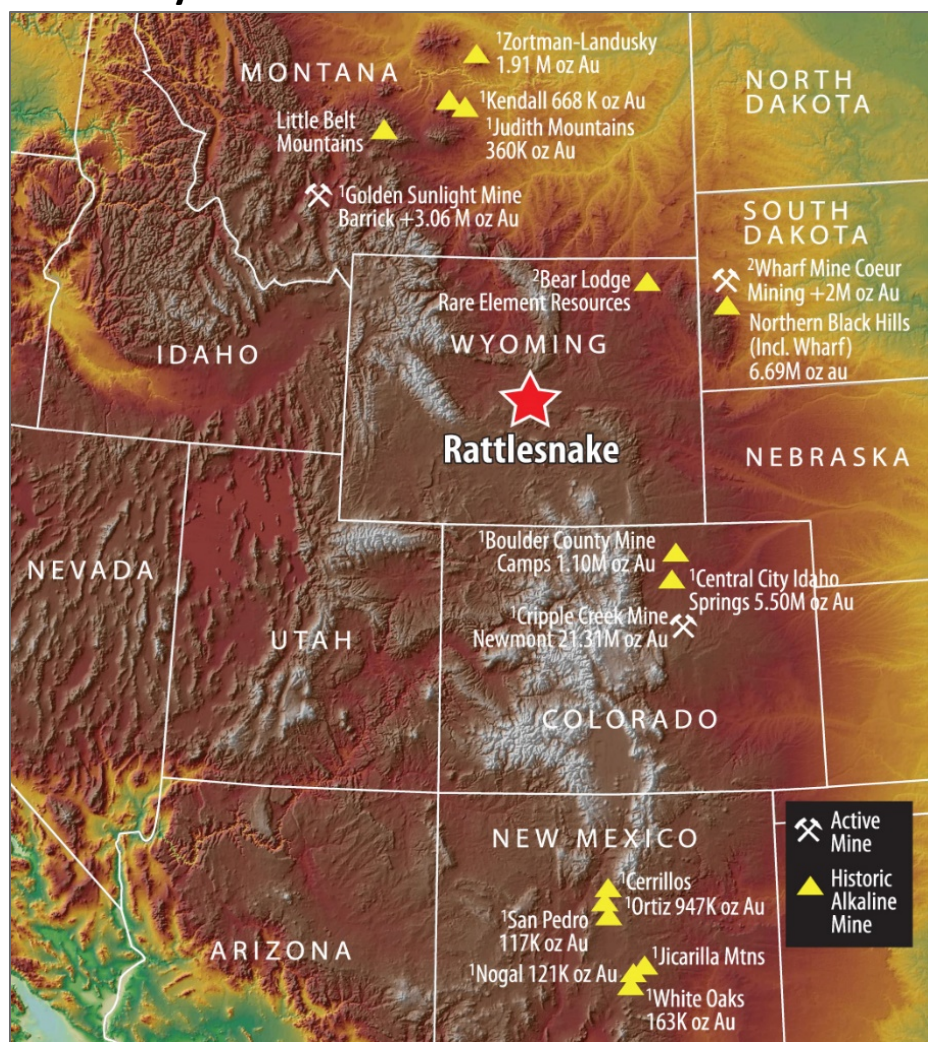 ¹Zortman-Landusky
1.91 M oz Au
MONTANA
NORTH
DAKOTA
¹Kendall 668 K oz Au
¹Judith Mountains
360K oz Au
Little Belt
Mountains
¹Golden Sunlight Mine
Barrick +3.06 M oz Au
SOUTH
DAKOTA
²Wharf Mine Coeur
Mining +2M oz Au
Northern Black Hills
(Incl. Wharf)
6.69M oz au
²Bear Lodge
Rare Element Resources
IDAHO
WYOMING
Rattlesnake
NEBRASKA
NEVADA
¹Boulder County Mine
Camps 1.10M oz Au
¹Central City Idaho
Springs 5.50M oz Au
¹Cripple Creek Mine
Newmont 21.31M oz Au
UTAH
COLORADO
NEW MEXICO
¹Cerrillos
¹Ortiz 947K oz Au
¹San Pedro
117K oz Au
ARIZONA
¹Jicarilla Mtns
¹Nogal 121K oz Au
¹White Oaks
163K oz Au
Active
Mine
Historic
Alkaline
Mine